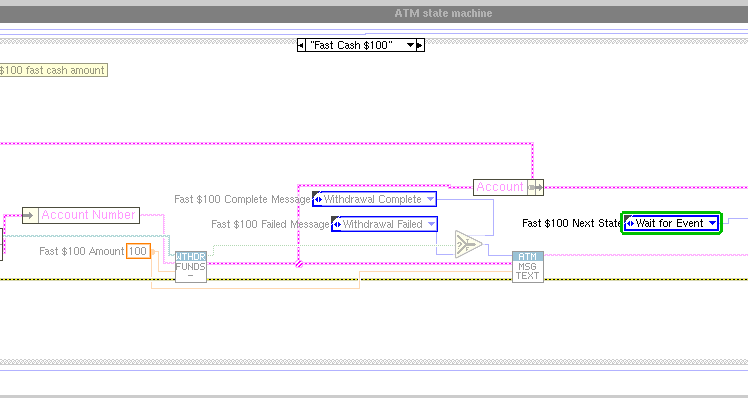 ATM state machine
"Fast Cash $100"
$100 fast cash amount
Account
Fast $100 Complete Message
Withdrawal Complete
Account Number
Fast $100 Failed Message
Withdrawal Failed
Fast $100 Next State
Wait for Event
Fast $100 Amount
100
WTHDR
FUNDS
ATM
MSG
TEXT